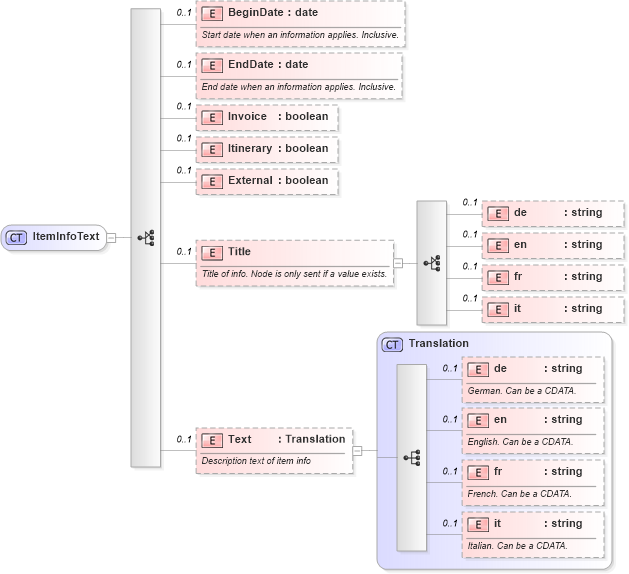 0..1
E BeginDate : date
Start date when an information applies. Inclusive.
0..1
E EndDate : date
End date when an information applies. Inclusive.
0..1
E Invoice : boolean
0..1
E Itinerary : boolean
0..1
E External : boolean
CT ItemInfoText
0..1
E Title
Title of info. Node is only sent if a value exists.
0..1
E de : string
0..1
E en : string
0..1
E fr : string
0..1
E it : string
0..1
E Text : Translation
Description text of item info
CT Translation
0..1
E de : string
German. Can be a CDATA.
0..1
E en : string
English. Can be a CDATA.
0..1
E fr : string
French. Can be a CDATA.
0..1
E it : string
Italian. Can be a CDATA.